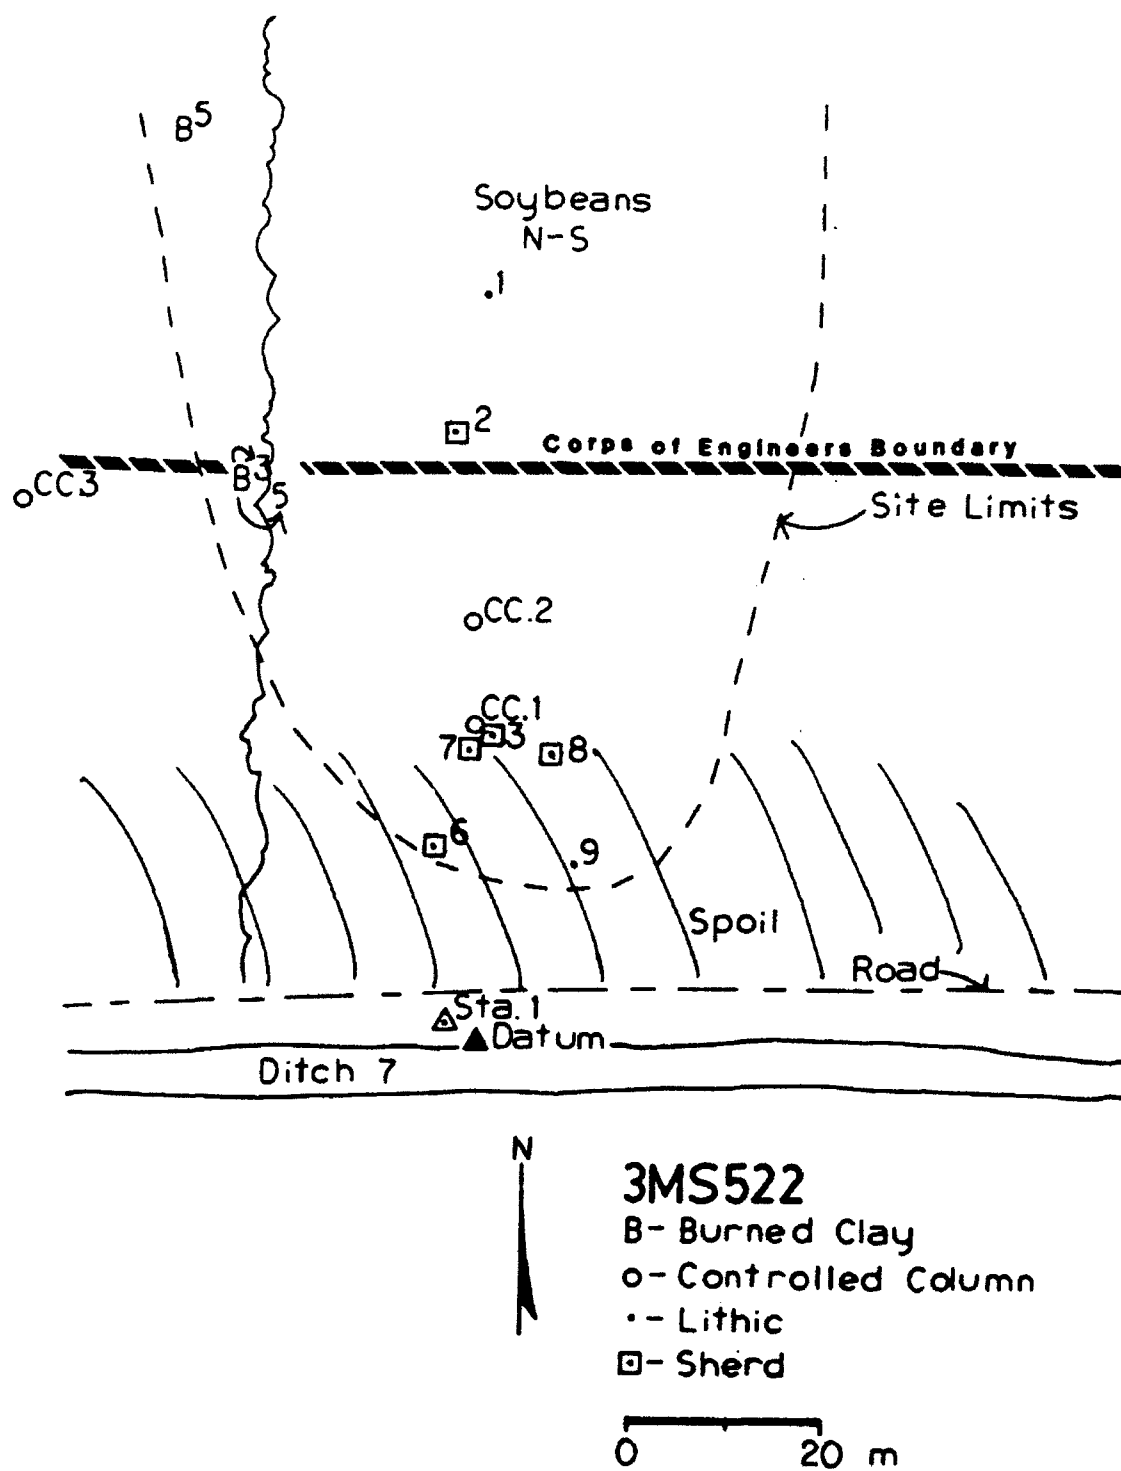 B5
Soybeans
N-S
.1
2
Corps of Engineers Boundary
B
5
CC3
Site Limits
CC.2
CC.1
7
3
8
6
.9
Spoil
Road
Sta. 1
Datum
Ditch 7
N
3MS522
B- Burned Clay
o- Controlled Column
·- Lithic
⊡- Sherd
0 20 m